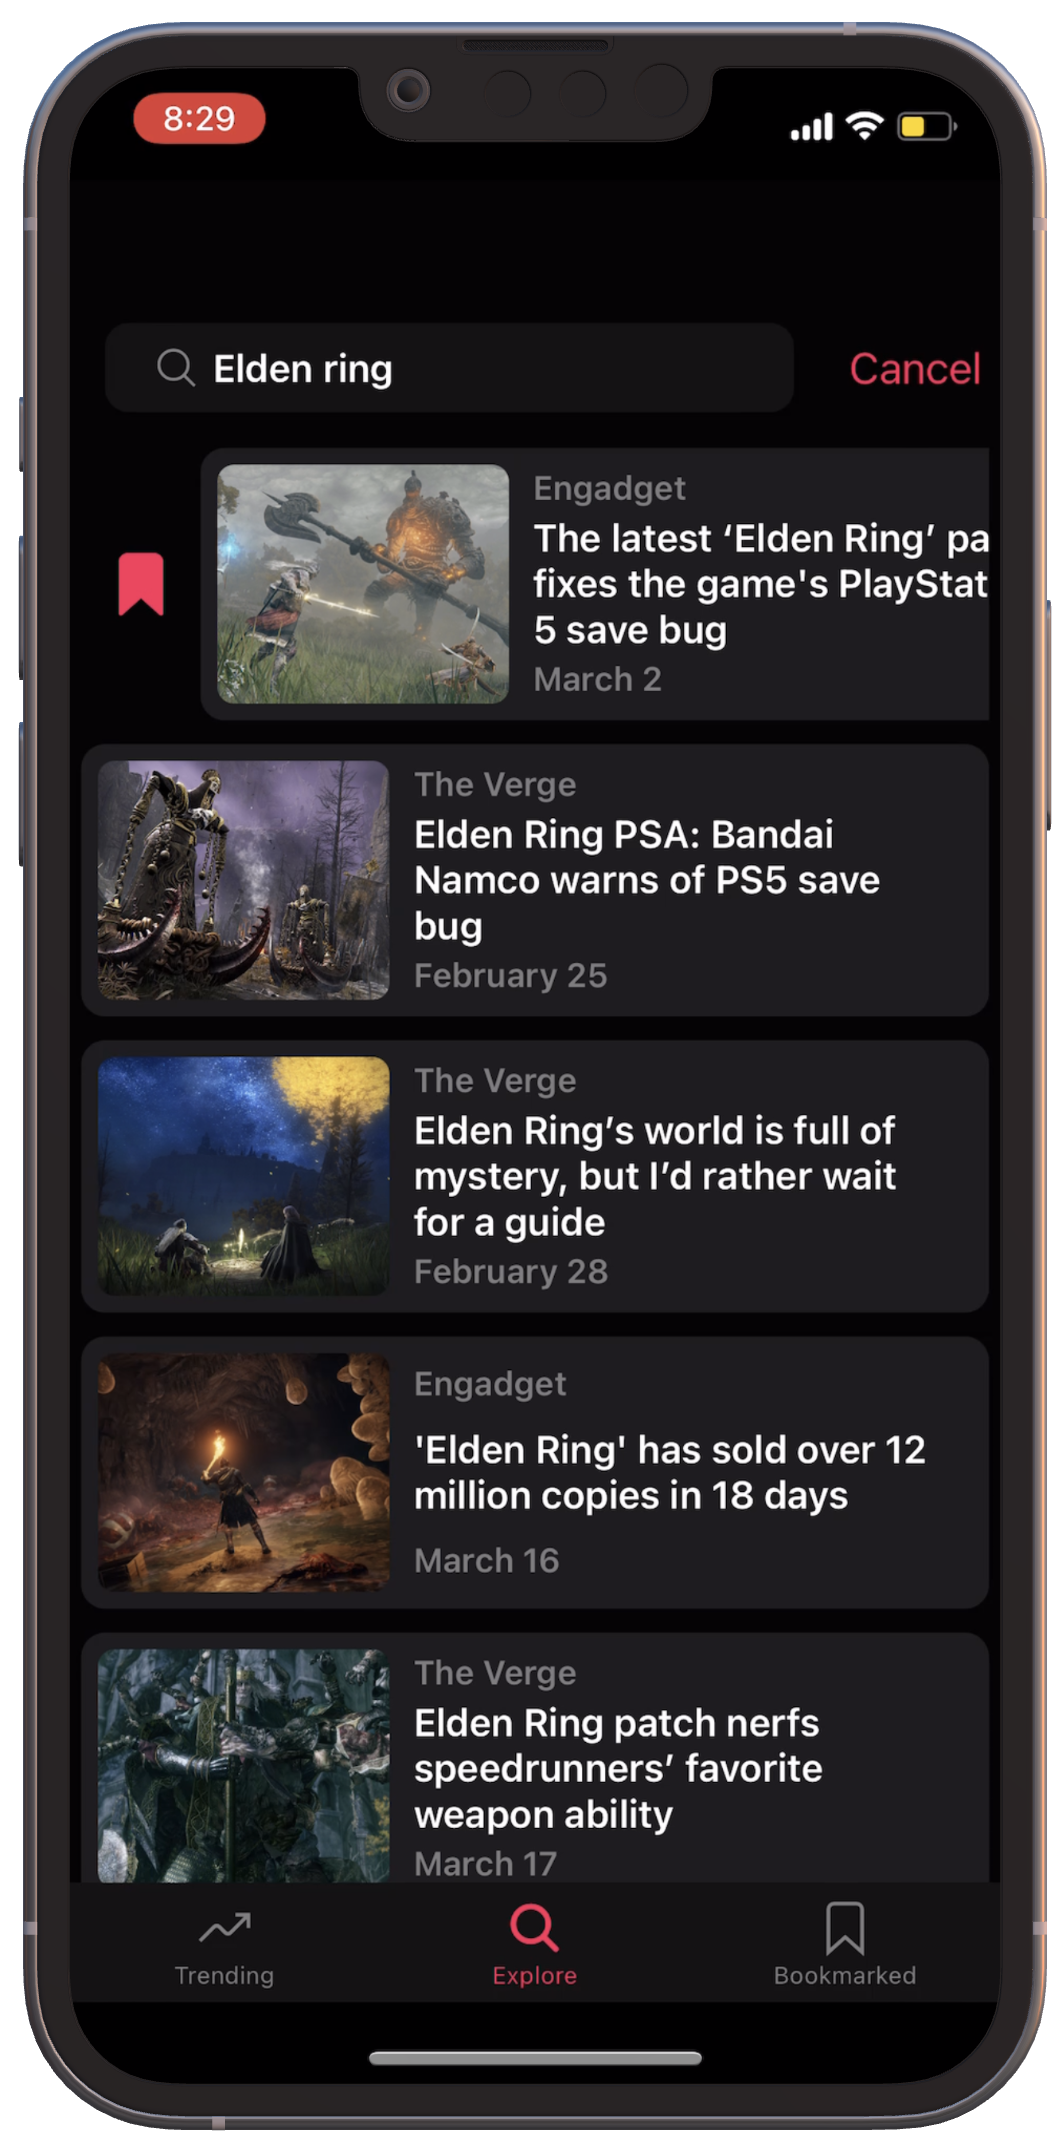 8:29
Elden ring
Cancel
Engadget
The latest ‘Elden Ring’ pa
fixes the game's PlayStat
5 save bug
March 2
The Verge
Elden Ring PSA: Bandai
Namco warns of PS5 save
bug
February 25
The Verge
Elden Ring’s world is full of
mystery, but I’d rather wait
for a guide
February 28
Engadget
'Elden Ring' has sold over 12
million copies in 18 days
March 16
The Verge
Elden Ring patch nerfs
speedrunners’ favorite
weapon ability
March 17
Trending
Explore
Bookmarked